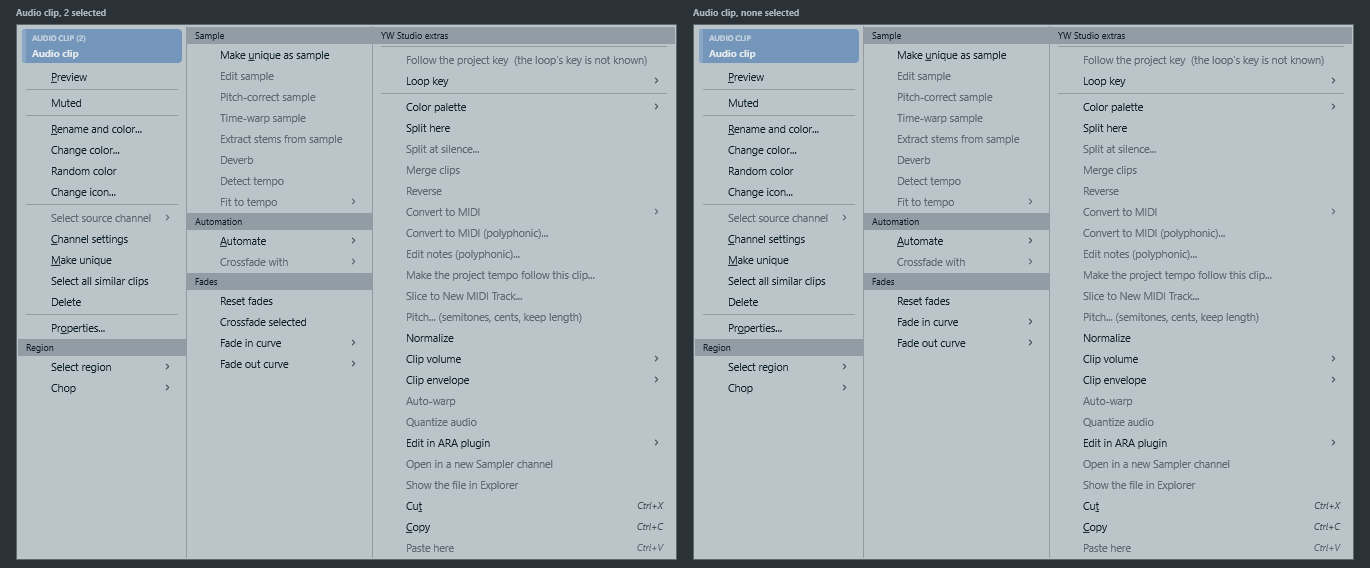 Audio clip, 2 selected
AUDIO CLIP (2)
Audio clip
Preview
Muted
Rename and color...
Change color...
Random color
Change icon...
Select source channel
Channel settings
Make unique
Select all similar clips
Delete
Properties...
Region
Select region
Chop
Sample
Make unique as sample
Edit sample
Pitch-correct sample
Time-warp sample
Extract stems from sample
Deverb
Detect tempo
Fit to tempo
Automation
Automate
Crossfade with
Fades
Reset fades
Crossfade selected
Fade in curve
Fade out curve
YW Studio extras
Follow the project key (the loop's key is not known)
Loop key
Color palette
Split here
Split at silence...
Merge clips
Reverse
Convert to MIDI
Convert to MIDI (polyphonic)...
Edit notes (polyphonic)...
Make the project tempo follow this clip...
Slice to New MIDI Track...
Pitch... (semitones, cents, keep length)
Normalize
Clip volume
Clip envelope
Auto-warp
Quantize audio
Edit in ARA plugin
Open in a new Sampler channel
Show the file in Explorer
Cut Ctrl+X
Copy Ctrl+C
Paste here Ctrl+V
Audio clip, none selected
AUDIO CLIP
Audio clip
Preview
Muted
Rename and color...
Change color...
Random color
Change icon...
Select source channel
Channel settings
Make unique
Select all similar clips
Delete
Properties...
Region
Select region
Chop
Sample
Make unique as sample
Edit sample
Pitch-correct sample
Time-warp sample
Extract stems from sample
Deverb
Detect tempo
Fit to tempo
Automation
Automate
Crossfade with
Fades
Reset fades
Fade in curve
Fade out curve
YW Studio extras
Follow the project key (the loop's key is not known)
Loop key
Color palette
Split here
Split at silence...
Merge clips
Reverse
Convert to MIDI
Convert to MIDI (polyphonic)...
Edit notes (polyphonic)...
Make the project tempo follow this clip...
Slice to New MIDI Track...
Pitch... (semitones, cents, keep length)
Normalize
Clip volume
Clip envelope
Auto-warp
Quantize audio
Edit in ARA plugin
Open in a new Sampler channel
Show the file in Explorer
Cut Ctrl+X
Copy Ctrl+C
Paste here Ctrl+V